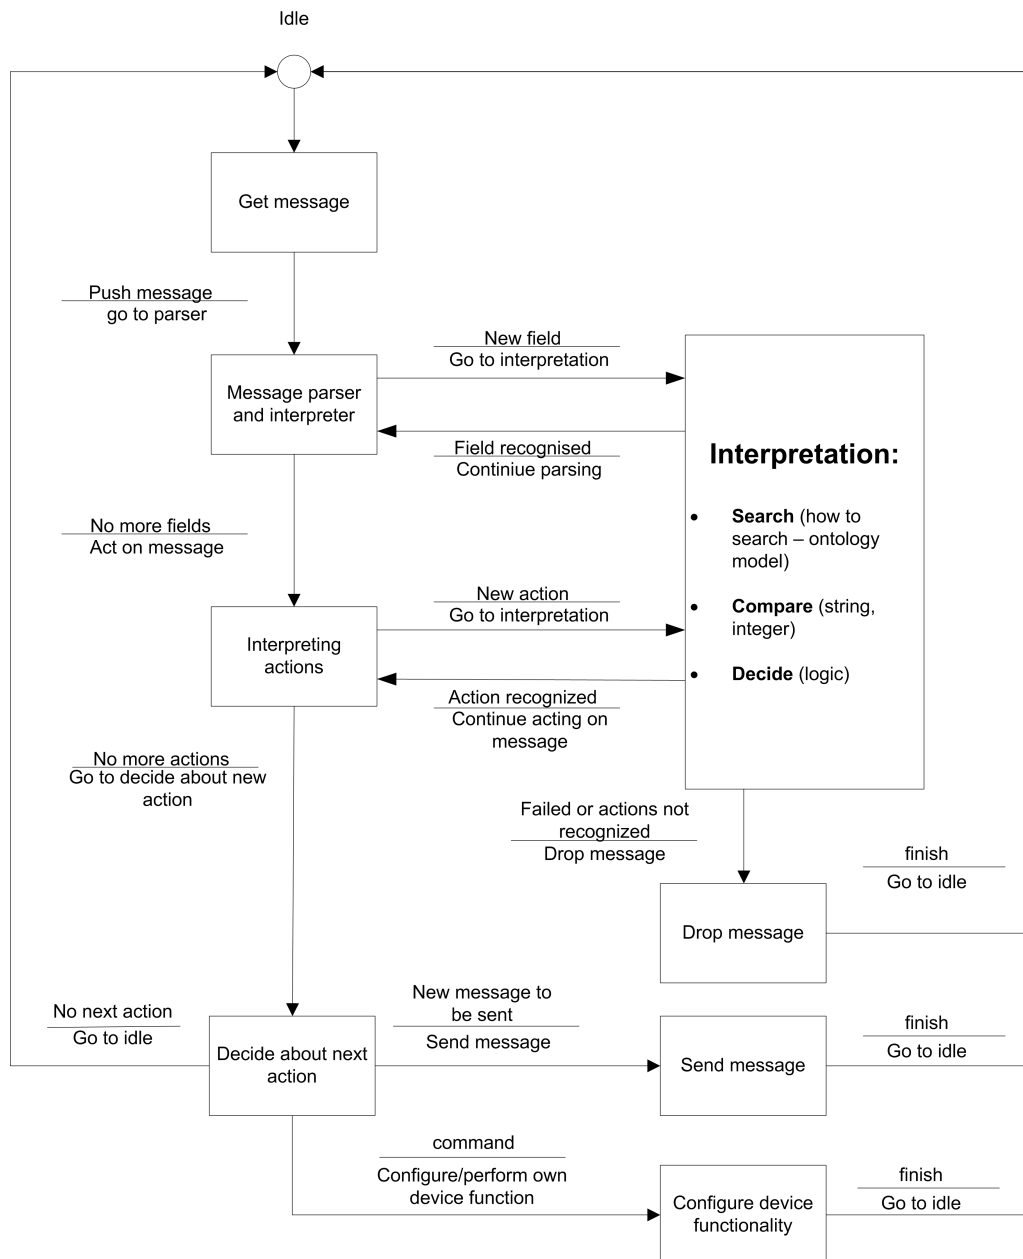 Idle
Get message
Push message
go to parser
New field
Go to interpretation
Message parser
and interpreter
Field recognised
Continiue parsing
Interpretation:
• Search (how to
search – ontology
model)
• Compare (string,
integer)
• Decide (logic)
No more fields
Act on message
New action
Go to interpretation
Interpreting
actions
Action recognized
Continue acting on
message
No more actions
Go to decide about new
action
Failed or actions not
recognized
Drop message
finish
Go to idle
Drop message
No next action
Go to idle
New message to
be sent
Send message
Decide about next
action
Send message
finish
Go to idle
command
Configure/perform own
device function
Configure device
functionality
finish
Go to idle